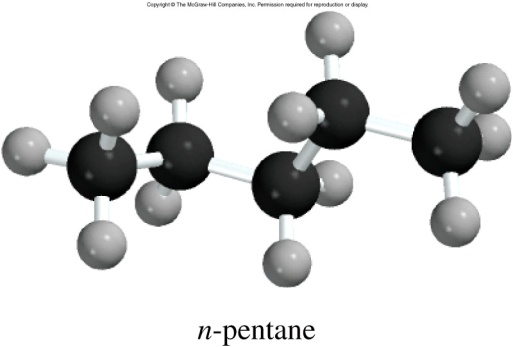 Copyright © The McGraw-Hill Companies, Inc. Permission required for reproduction or display.
n-pentane